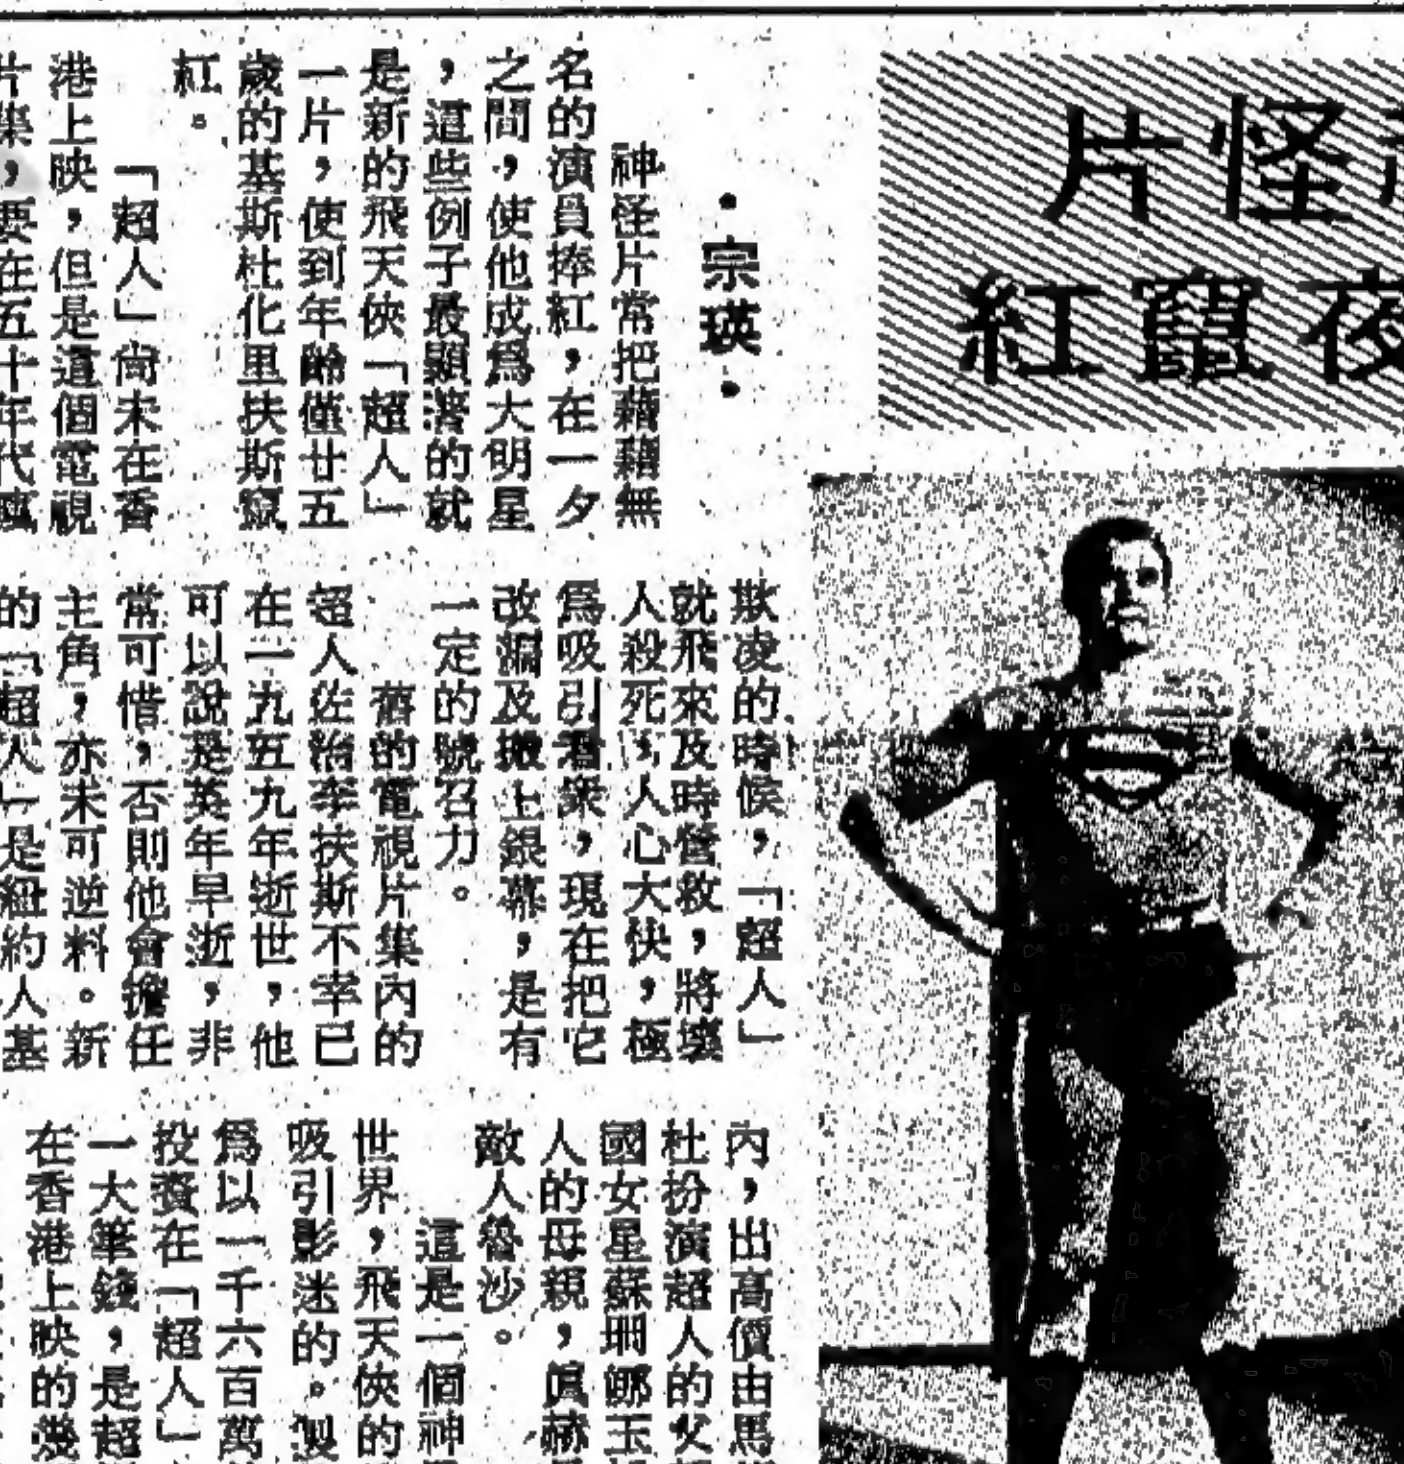 怪片
夜竄紅
·宗瑛·
神怪片常把藉藉無
名的演員捧紅，在一夕
之間，使他成爲大明星
，這些例子最顯著的就
是新的飛天俠「超人」
一片，使到年齡僅廿五
歲的基斯杜化里扶斯竄
紅。
「超人」尙未在香
港上映，但是這個電視
片集，要在五十年代
欺凌的時候，「超人」
就飛來及時營救，將壞
人殺死，人心大快，極
爲吸引觀衆，現在把它
改編及搬上銀幕，是有
一定的號召力。
舊的電視片集內的
超人佐治李扶斯不幸已
在一九五九年逝世，他
可以說是英年早逝，非
常可惜，否則他會擔任
主角，亦未可逆料。新
的「超人」是紐約人基
內，出高價由馬
杜扮演超人的父
國女星蘇珊娜
人的母親，眞
敵人魯沙。
這是一個神
世界，飛天俠的
吸引影迷的。製
爲以一千六百萬
投資在「超人」
一大筆錢，是超
在香港上映的幾